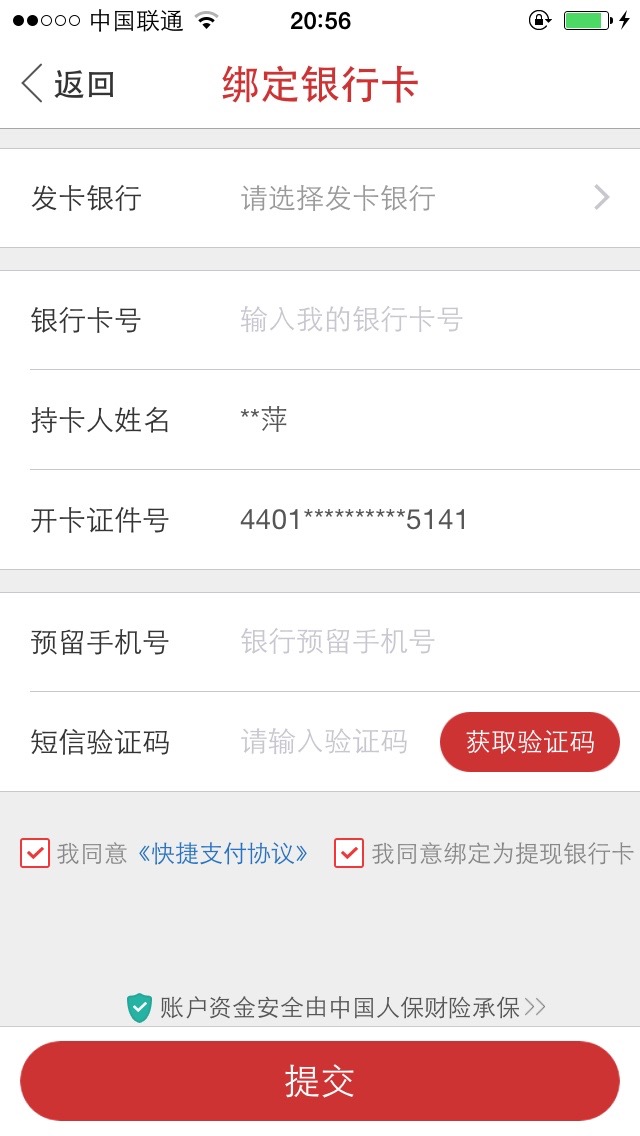 中国联通 20:56
返回 绑定银行卡
发卡银行 请选择发卡银行
银行卡号 输入我的银行卡号
持卡人姓名 **萍
开卡证件号 4401**********5141
预留手机号 银行预留手机号
短信验证码 请输入验证码 获取验证码
我同意《快捷支付协议》 我同意绑定为提现银行卡
账户资金安全由中国人保财险承保>>
提交